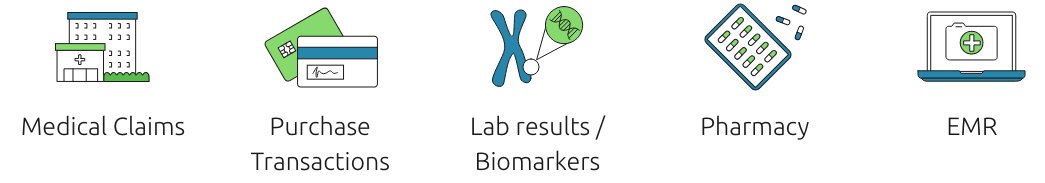 Medical Claims
Purchase
Transactions
Lab results /
Biomarkers
Pharmacy
EMR